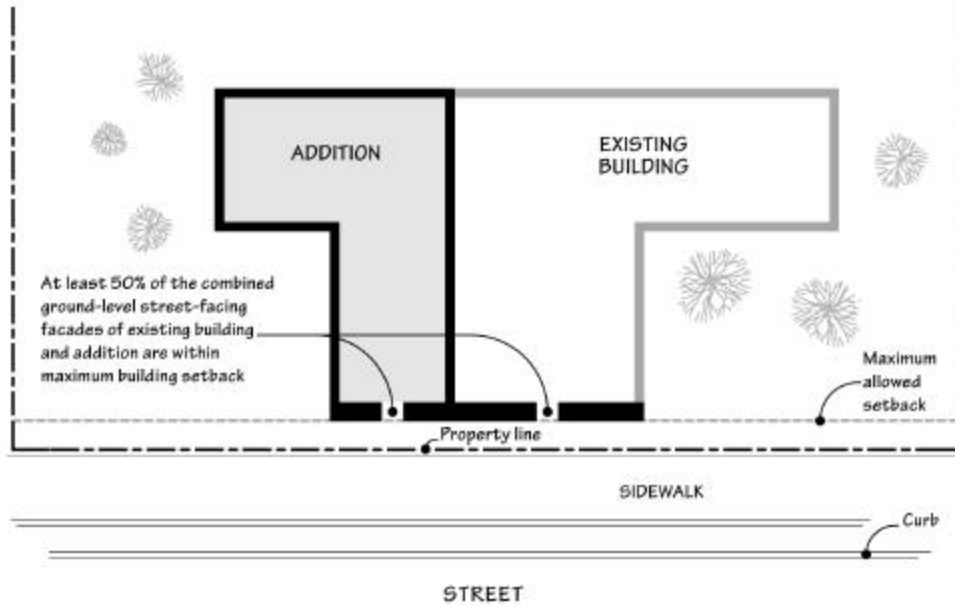 ADDITION
EXISTING
BUILDING
At least 50% of the combined
ground-level street-facing
facades of existing building
and addition are within
maximum building setback
Maximum
allowed
setback
Property line
SIDEWALK
Curb
STREET